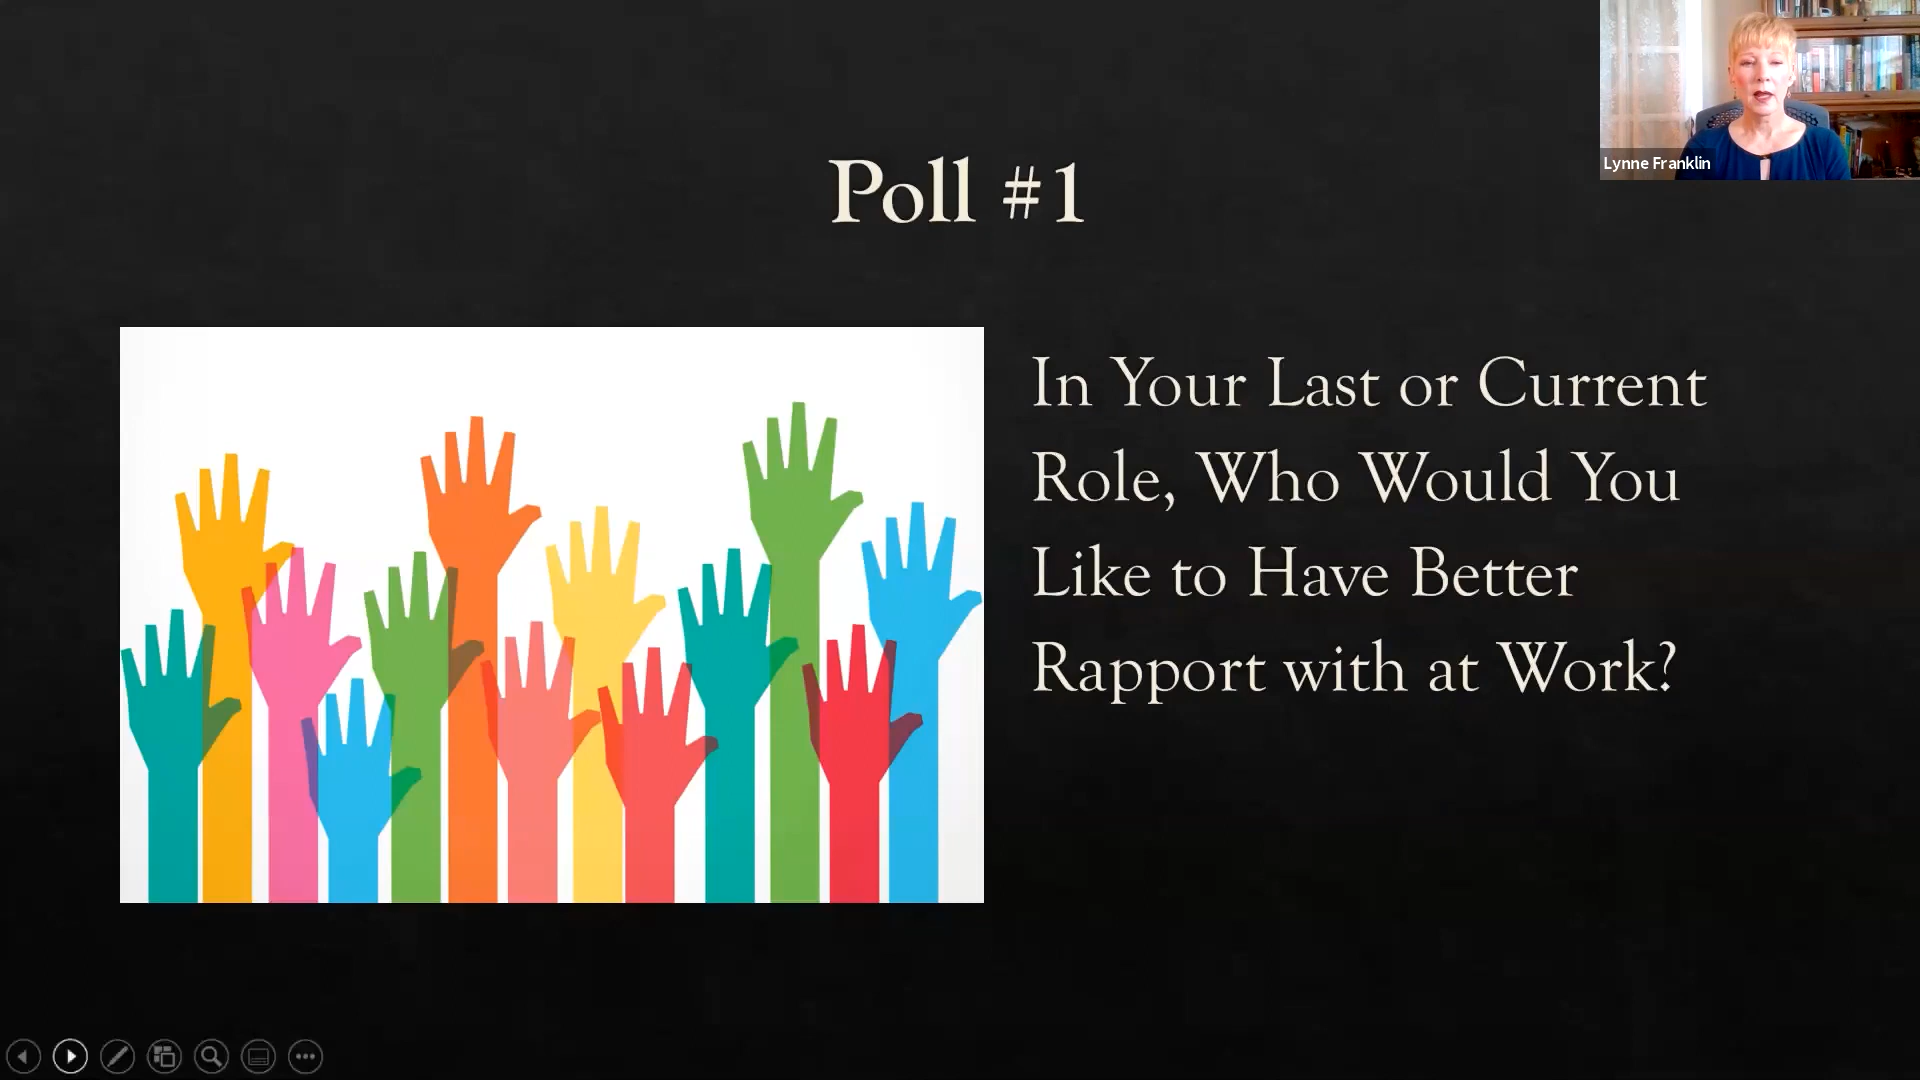 Lynne Franklin
Poll #1
In Your Last or Current
Role, Who Would You
Like to Have Better
Rapport with at Work?